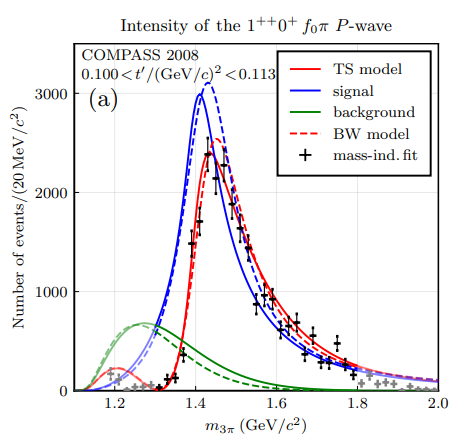 Intensity of the 1⁺⁺0⁺ f₀π P-wave
COMPASS 2008
0.100 < t′/(GeV/c)² < 0.113
(a)
TS model
signal
background
BW model
mass-ind. fit
Number of events/(20 MeV/c²)
3000
2000
1000
0
1.2
1.4
1.6
1.8
2.0
m₃π (GeV/c²)